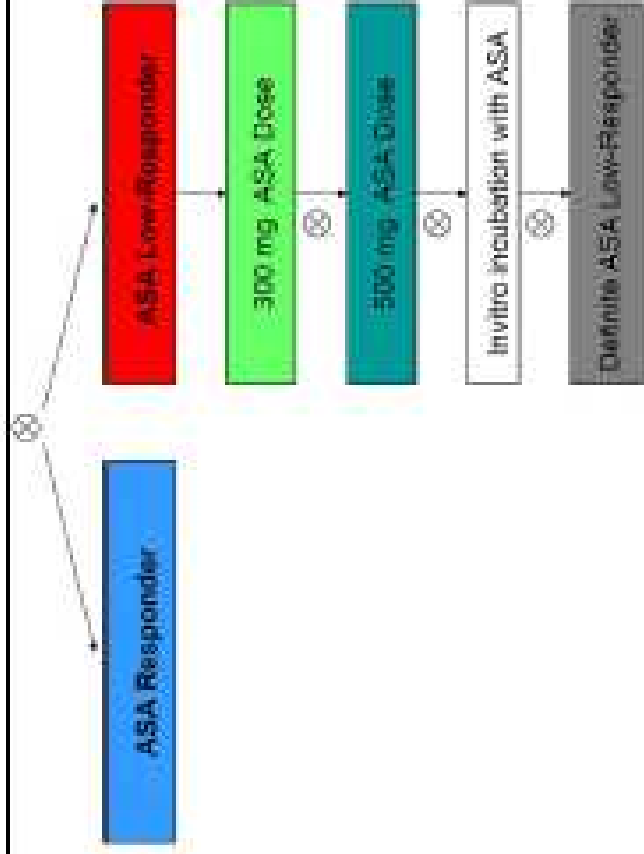 ASA Responder
ASA Low-Responder
300 mg ASA Dose
500 mg ASA Dose
Invitro incubation with ASA
Definite ASA Low-Responder